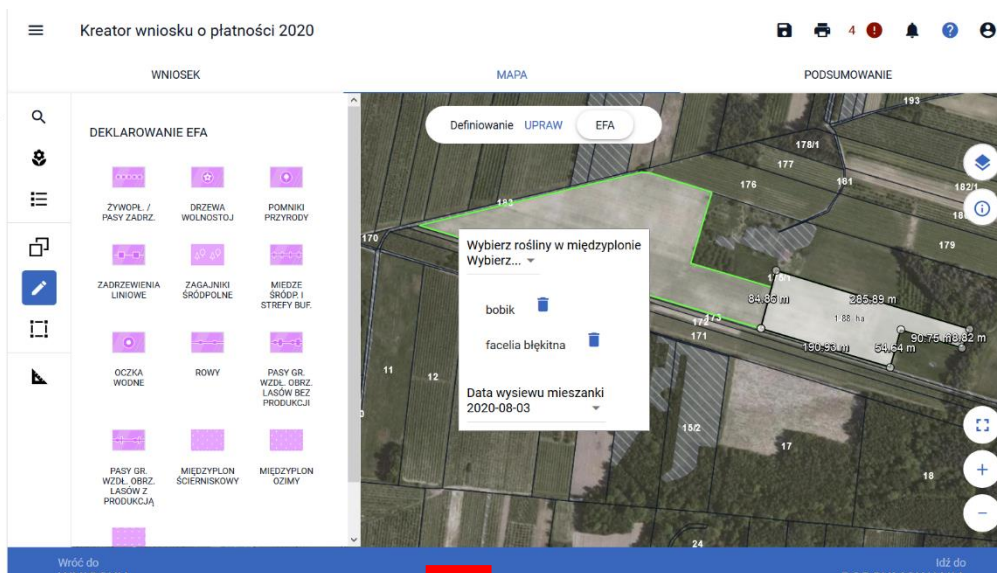 Kreator wniosku o płatności 2020
4
WNIOSEK
MAPA
PODSUMOWANIE
DEKLAROWANIE EFA
ŻYWOPŁ. /
PASY ZADRZ.
DRZEWA
WOLNOSTOJ
POMNIKI
PRZYRODY
ZADRZEWIENIA
LINIOWE
ZAGAJNIKI
ŚRÓDPOLNE
MIEDZE
ŚRÓDP. I
STREFY BUF.
OCZKA
WODNE
ROWY
PASY GR.
WZDŁ. OBRZ.
LASÓW BEZ
PRODUKCJI
PASY GR.
WZDŁ. OBRZ.
LASÓW Z
PRODUKCJĄ
MIĘDZYPLON
ŚCIERNISKOWY
MIĘDZYPLON
OZIMY
Definiowanie UPRAW EFA
193
178/1
177
176
181
182/1
183
179
170
Wybierz rośliny w międzyplonie
Wybierz...
bobik
facelia błękitna
Data wysiewu mieszanki
2020-08-03
84,85 m
285,89 m
1.88 ha
172
173
171
190,93 m
54,64 m
11
12
15/2
17
18
24
Wróć do
Idź do